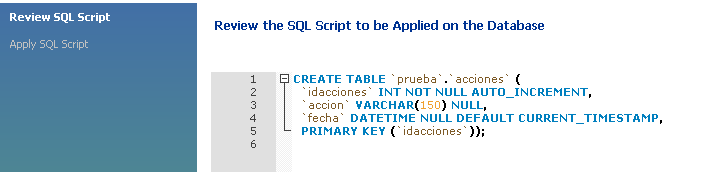 Review SQL Script
Apply SQL Script
Review the SQL Script to be Applied on the Database
1 CREATE TABLE `prueba`.`acciones` (
2 `idacciones` INT NOT NULL AUTO_INCREMENT,
3 `accion` VARCHAR(150) NULL,
4 `fecha` DATETIME NULL DEFAULT CURRENT_TIMESTAMP,
5 PRIMARY KEY (`idacciones`));
6